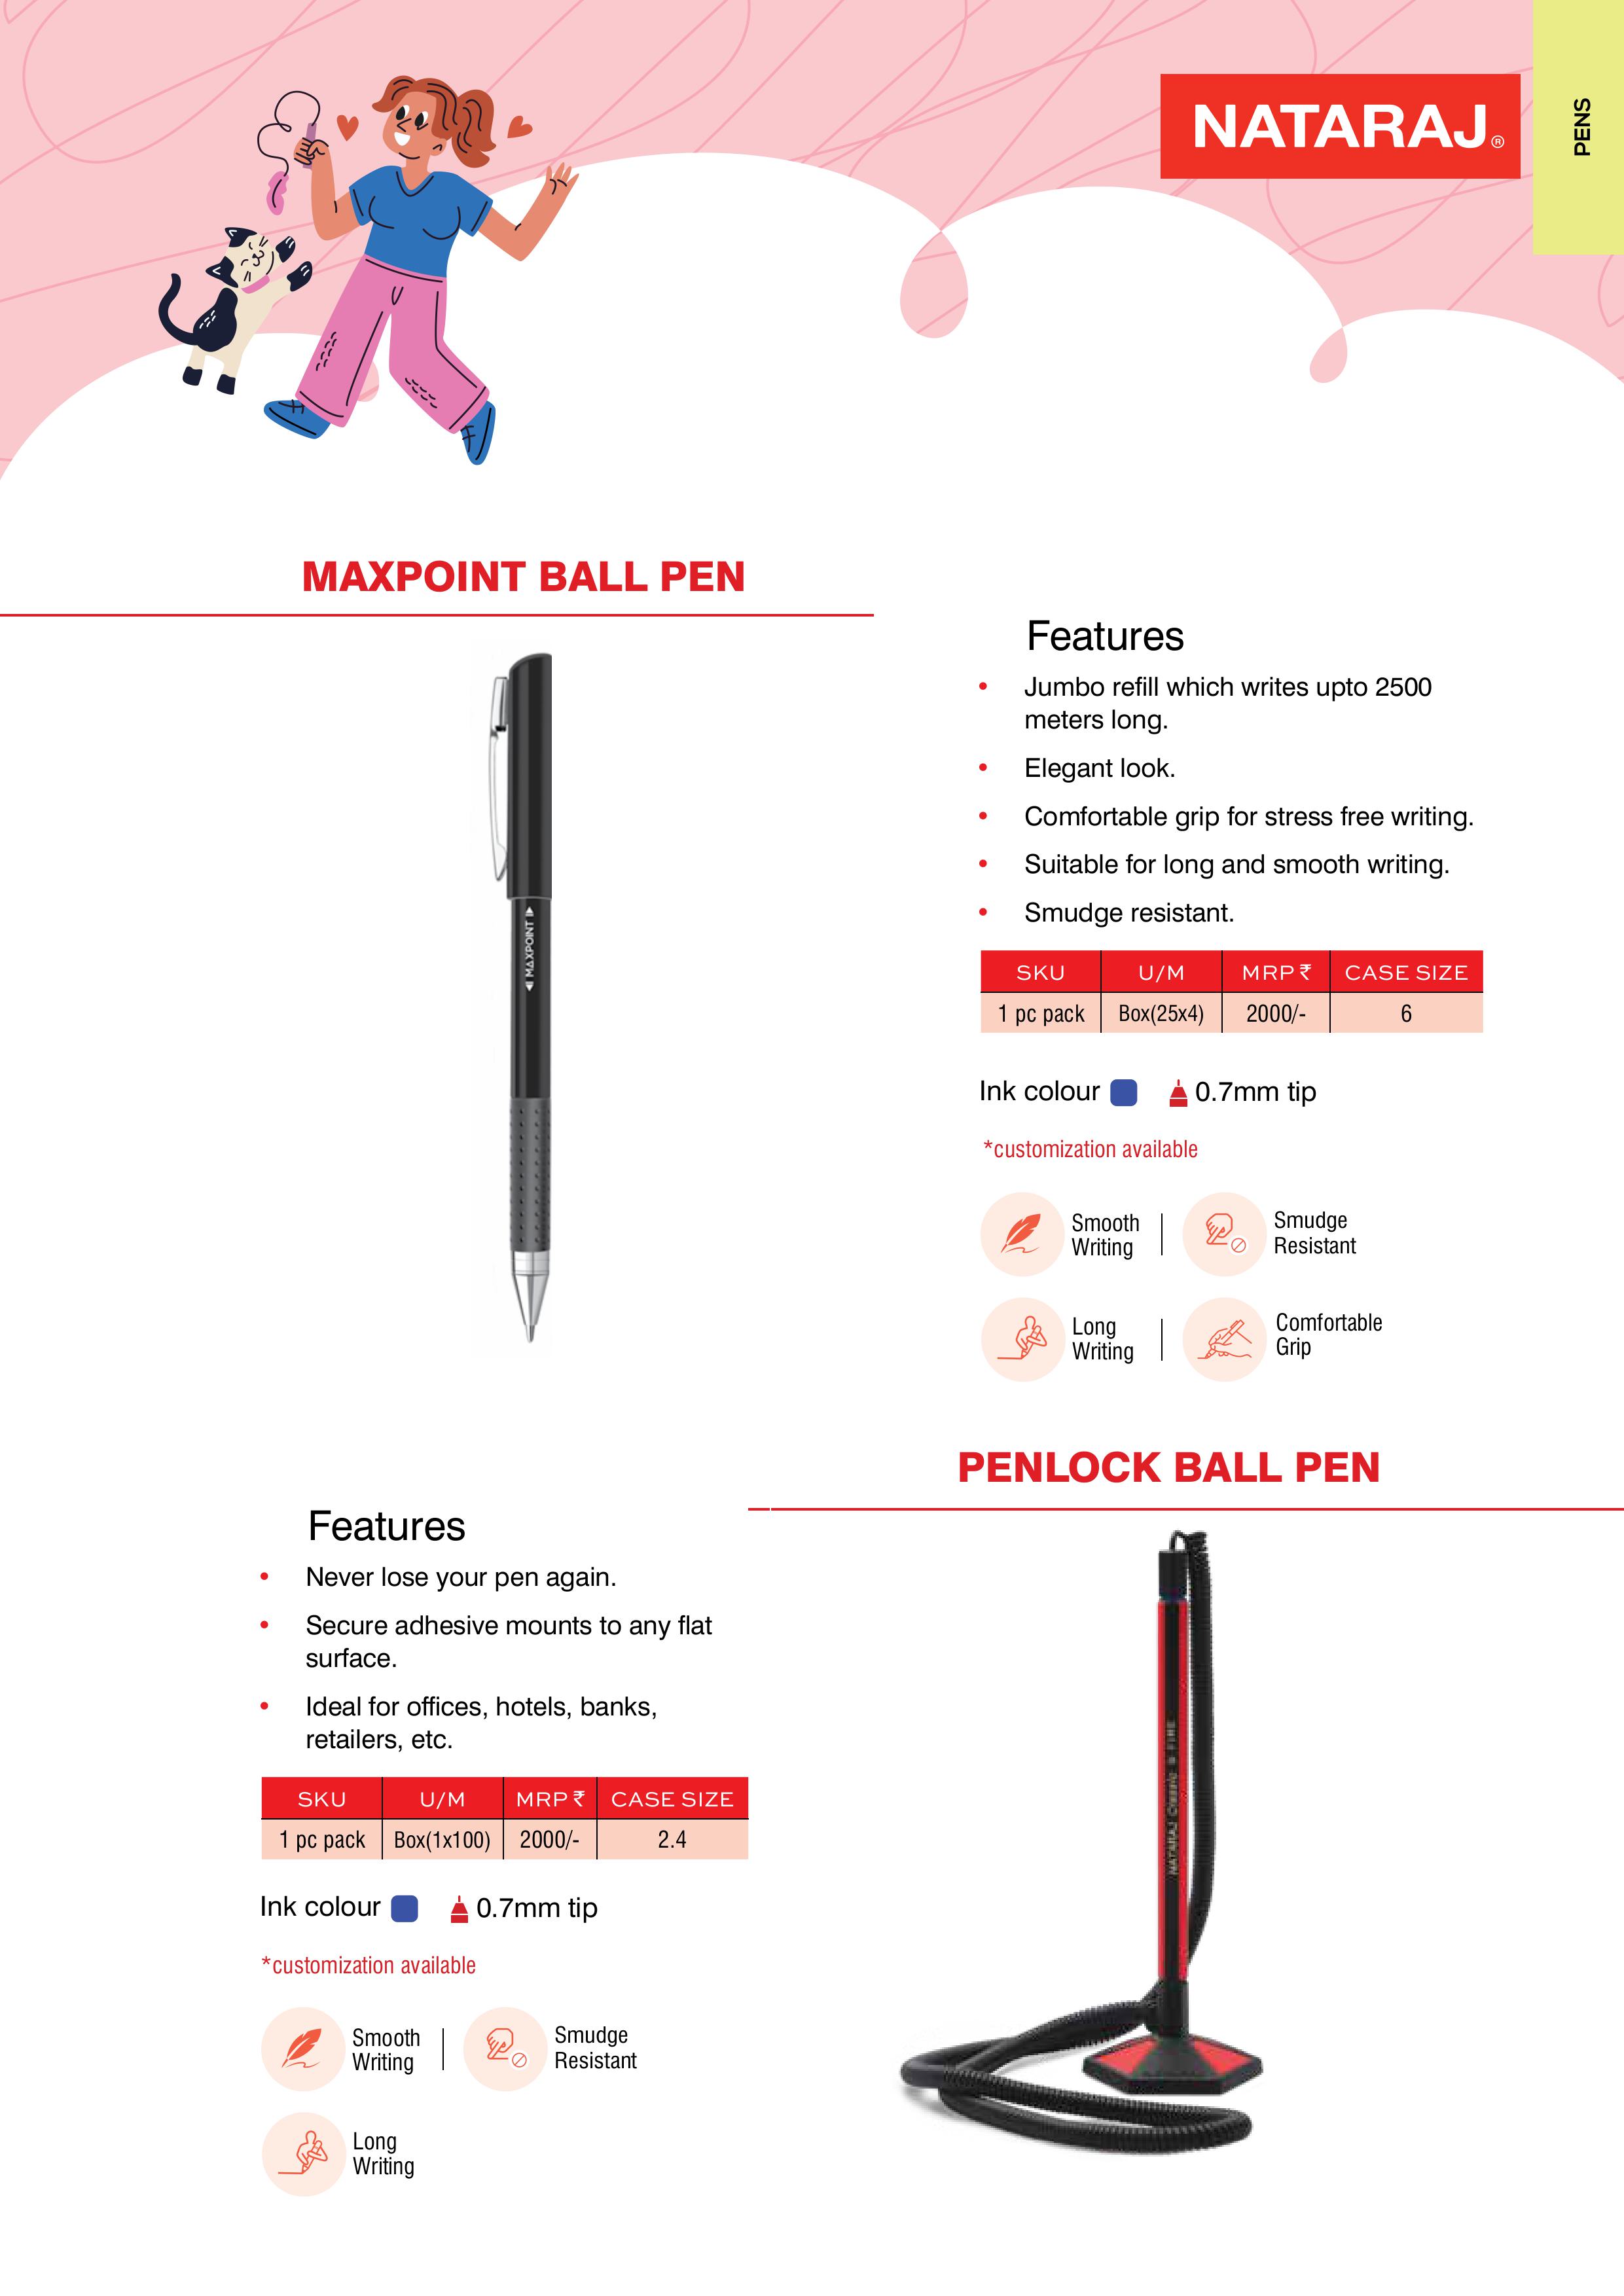 NATARAJ®
PENS
MAXPOINT BALL PEN
MAXPOINT
Features
• Jumbo refill which writes upto 2500
meters long.
• Elegant look.
• Comfortable grip for stress free writing.
• Suitable for long and smooth writing.
• Smudge resistant.
SKU U/M MRP ₹ CASE SIZE
1 pc pack Box(25x4) 2000/- 6
Ink colour 0.7mm tip
*customization available
Smooth
Writing
Smudge
Resistant
Long
Writing
Comfortable
Grip
PENLOCK BALL PEN
Features
• Never lose your pen again.
• Secure adhesive mounts to any flat
surface.
• Ideal for offices, hotels, banks,
retailers, etc.
SKU U/M MRP ₹ CASE SIZE
1 pc pack Box(1x100) 2000/- 2.4
Ink colour 0.7mm tip
*customization available
Smooth
Writing
Smudge
Resistant
Long
Writing
NATARAJ Classic FINE